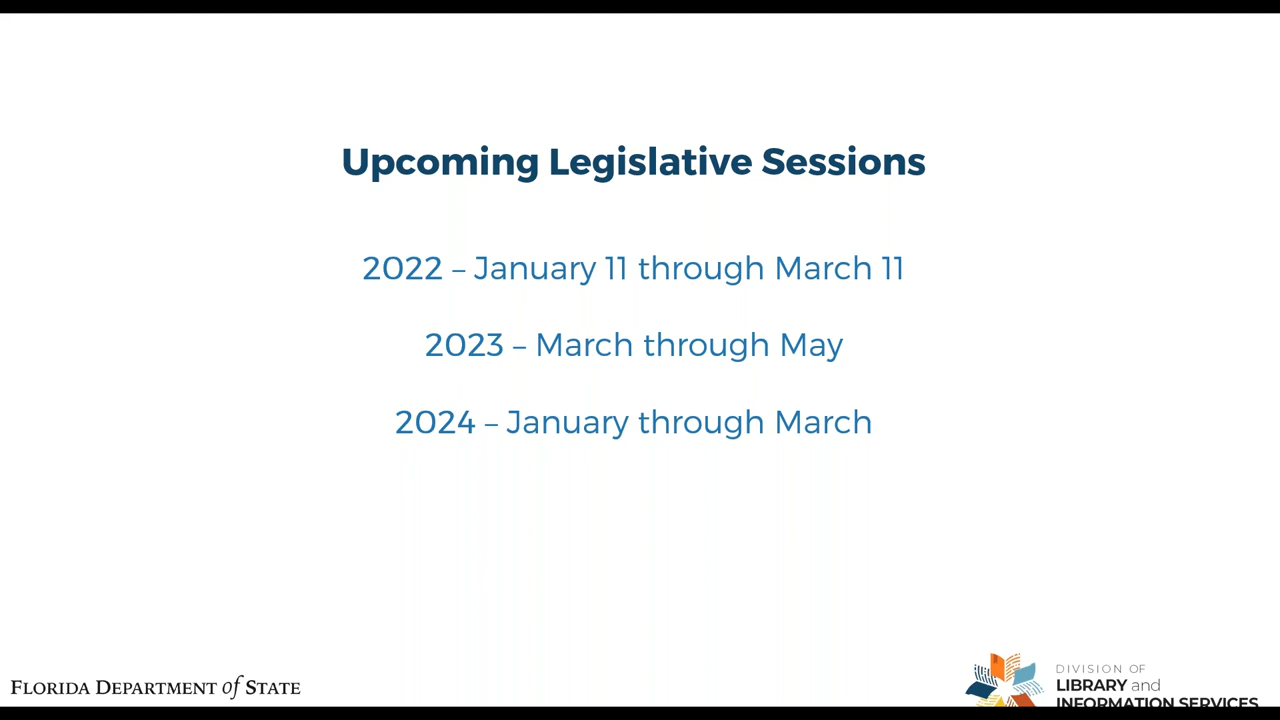 Upcoming Legislative Sessions
2022 – January 11 through March 11
2023 – March through May
2024 – January through March
FLORIDA DEPARTMENT of STATE
DIVISION OF
LIBRARY and
INFORMATION SERVICES